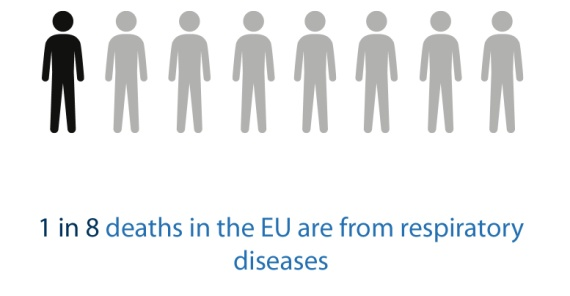 1 in 8 deaths in the EU are from respiratory
diseases